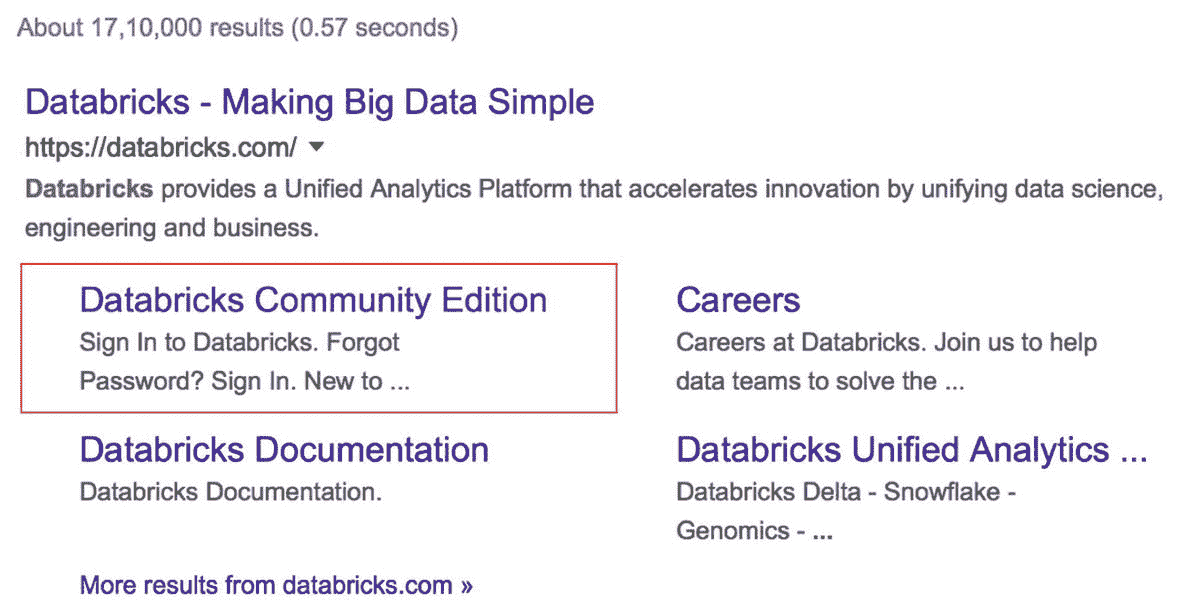 About 17,10,000 results (0.57 seconds)
Databricks - Making Big Data Simple
https://databricks.com/
Databricks provides a Unified Analytics Platform that accelerates innovation by unifying data science,
engineering and business.
Databricks Community Edition
Sign In to Databricks. Forgot
Password? Sign In. New to ...
Careers
Careers at Databricks. Join us to help
data teams to solve the ...
Databricks Documentation
Databricks Documentation.
Databricks Unified Analytics ...
Databricks Delta - Snowflake -
Genomics - ...
More results from databricks.com »